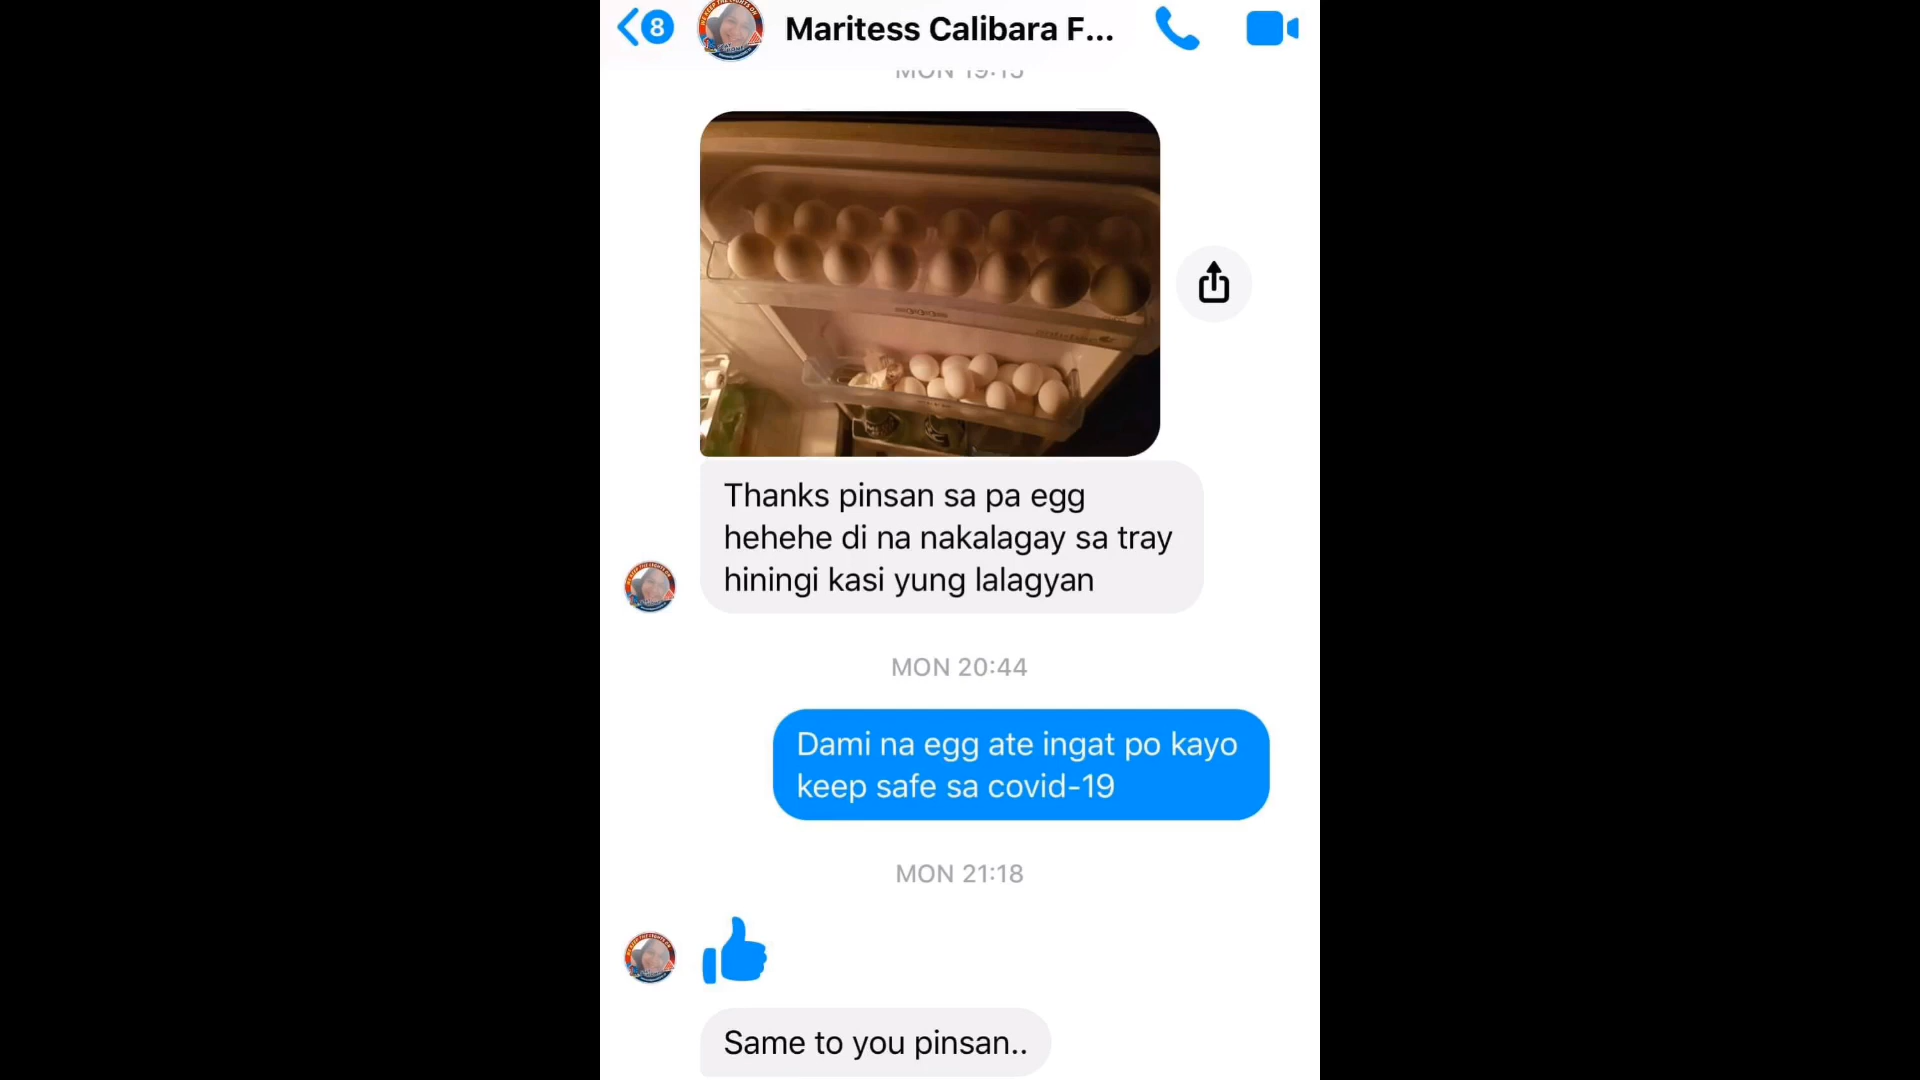 8
Maritess Calibara F...
MON 19:15
Thanks pinsan sa pa egg
hehehe di na nakalagay sa tray
hiningi kasi yung lalagyan
MON 20:44
Dami na egg ate ingat po kayo
keep safe sa covid-19
MON 21:18
Same to you pinsan..